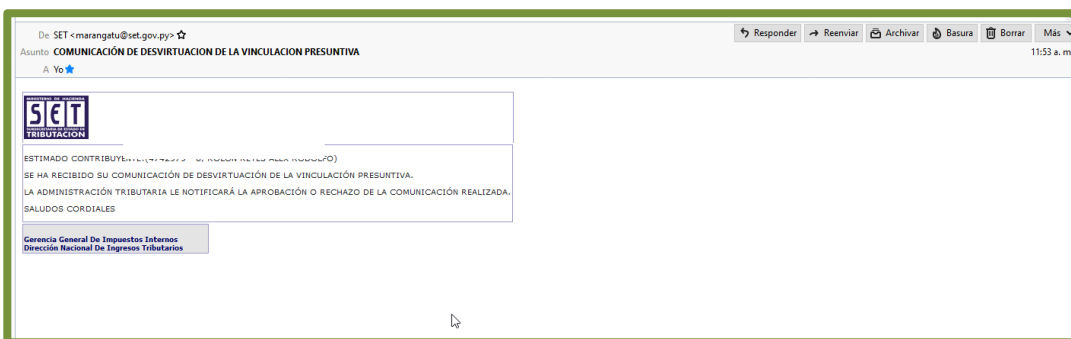 De SET <marangatu@set.gov.py>
Responder Reenviar Archivar Basura Borrar Más
Asunto COMUNICACIÓN DE DESVIRTUACION DE LA VINCULACION PRESUNTIVA
11:53 a. m
A Yo
MINISTERIO DE HACIENDA
SET
SUBSECRETARIA DE ESTADO DE
TRIBUTACION
ESTIMADO CONTRIBUYENTE:
SE HA RECIBIDO SU COMUNICACIÓN DE DESVIRTUACIÓN DE LA VINCULACIÓN PRESUNTIVA.
LA ADMINISTRACIÓN TRIBUTARIA LE NOTIFICARÁ LA APROBACIÓN O RECHAZO DE LA COMUNICACIÓN REALIZADA.
SALUDOS CORDIALES
Gerencia General De Impuestos Internos
Dirección Nacional De Ingresos Tributarios